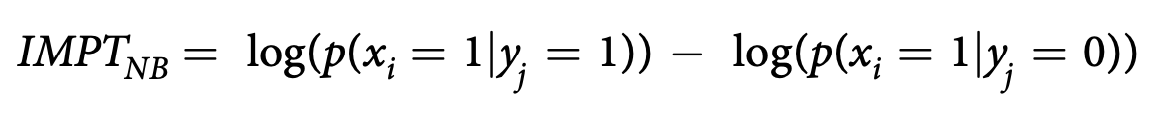 IMPT_NB = log(p(x_i = 1|y_j = 1)) − log(p(x_i = 1|y_j = 0))